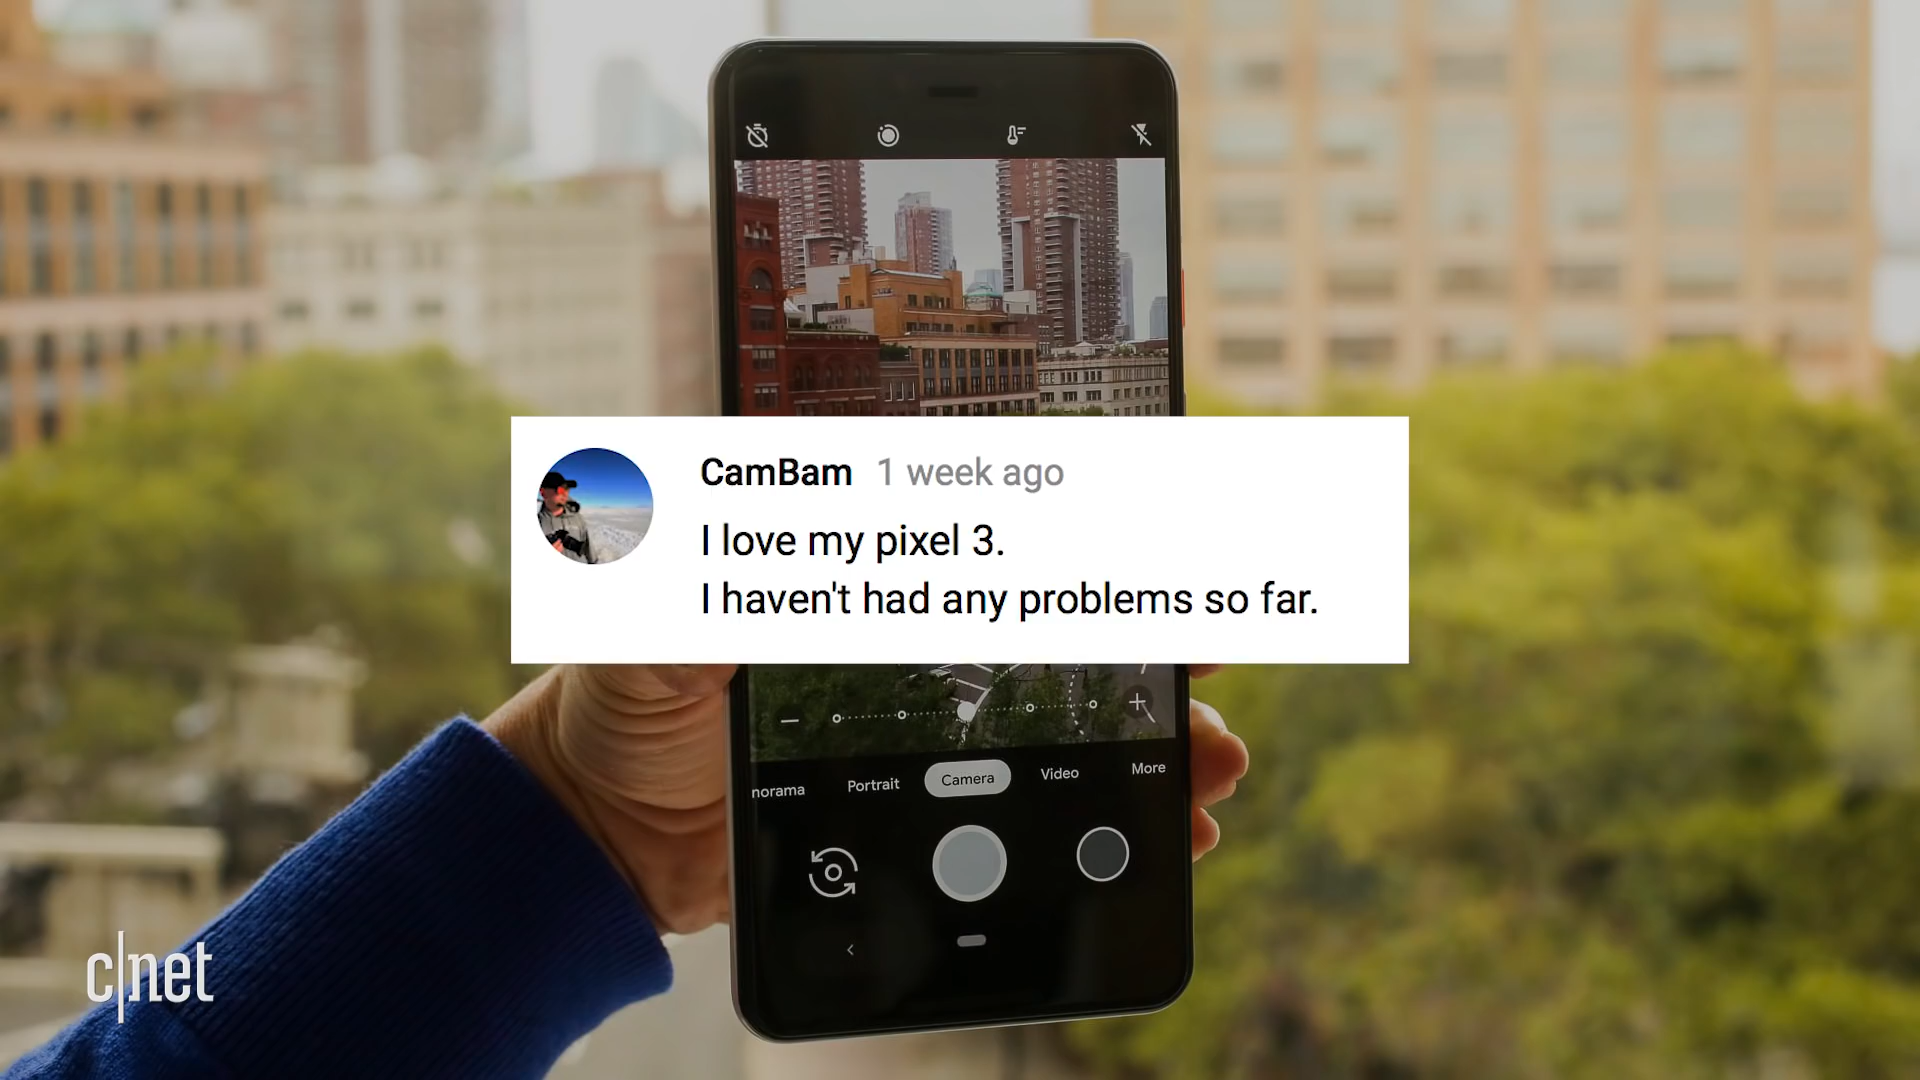 CamBam 1 week ago
I love my pixel 3.
I haven't had any problems so far.
norama Portrait Camera Video More
c|net